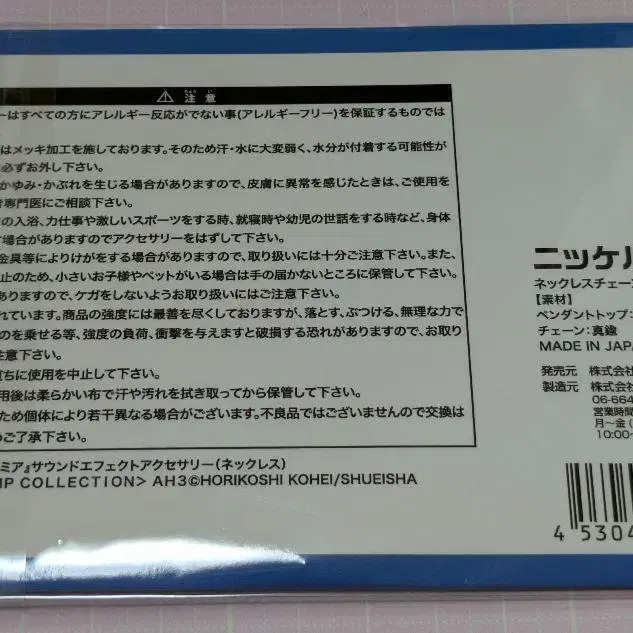 ⚠ 注意
ちゅう い
ーはすべての方にアレルギー反応がでない事(アレルギーフリー)を保証するものでは
はメッキ加工を施しております。そのため汗・水に大変弱く、水分が付着する可能性が
必ずお外し下さい。
かゆみ・かぶれを生じる場合がありますので、皮膚に異常を感じたときは、ご使用を
専門医にご相談下さい。
の入浴、力仕事や激しいスポーツをする時、就寝時や幼児の世話をする時など、身体
す場合がありますのでアクセサリーをはずして下さい。
金具等によりけがをする場合がありますので、取り扱いには十分ご注意下さい。また、
止のため、小さいお子様やペットがいる場合は手の届かないところに保管して下さい。
ありますので、ケガをしないようお取り扱いにはご注意下さい。
れています。商品の強度には最善を尽くしておりますが、落とす、ぶつける、無理な力で
のを乗せる等、強度の負荷、衝撃を与えますと破損する恐れがありますので、お取り
注意下さい。
直ちに使用を中止して下さい。
用後は柔らかい布で汗や汚れを拭き取ってから保管して下さい。
ため個体により若干異なる場合がございます。不良品ではございませんので交換は
めご了承下さい。
ミア』サウンドエフェクトアクセサリー(ネックレス)
MP COLLECTION> AH3©HORIKOSHI KOHEI/SHUEISHA
ニッケル
ネックレスチェーン
【素材】
ペンダントトップ:
チェーン:真鍮
MADE IN JAPA
発売元 株式会社
製造元 株式会社
06-664
営業時間
月～金(
10:00~
4 5304